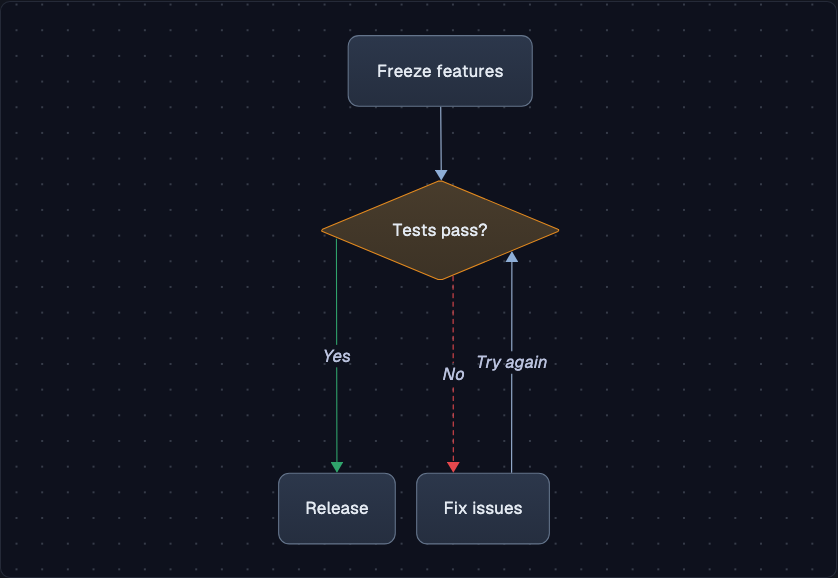 Freeze features
Tests pass?
Yes
No
Try again
Release
Fix issues